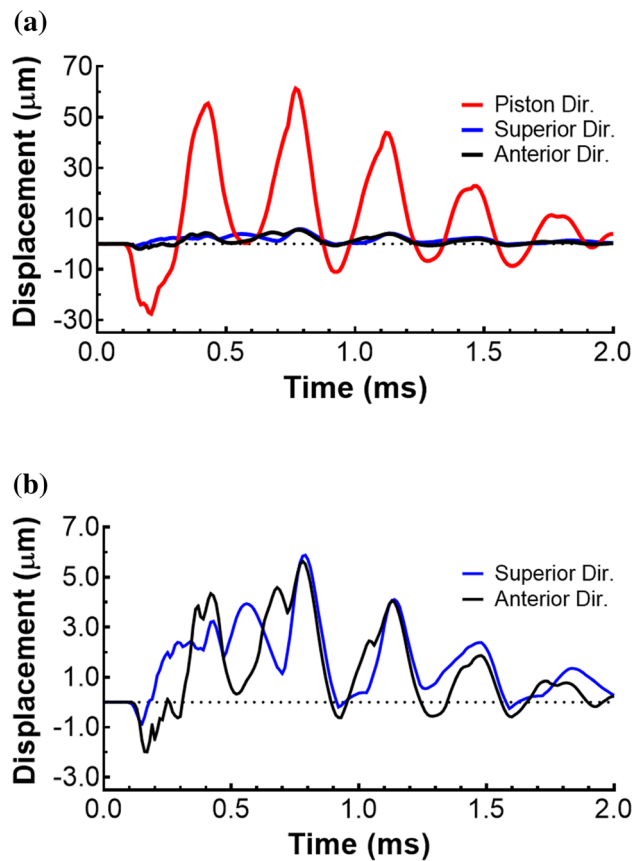 (a)
Displacement (μm)
70
50
30
10
-10
-30
Piston Dir.
Superior Dir.
Anterior Dir.
0.0 0.5 1.0 1.5 2.0
Time (ms)
(b)
Displacement (μm)
7.0
5.0
3.0
1.0
-1.0
-3.0
Superior Dir.
Anterior Dir.
0.0 0.5 1.0 1.5 2.0
Time (ms)